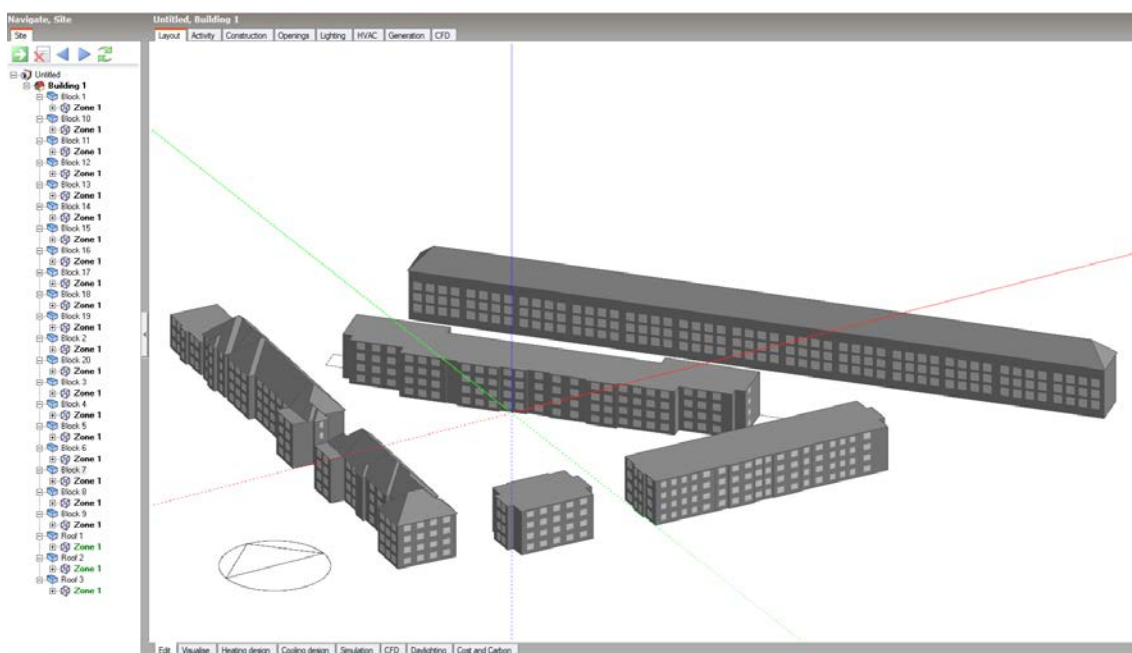 Navigate, Site
Untitled, Building 1
Site
Layout Activity Construction Openings Lighting HVAC Generation CFD
Untitled
Building 1
Block 1
Zone 1
Block 10
Zone 1
Block 11
Zone 1
Block 12
Zone 1
Block 13
Zone 1
Block 14
Zone 1
Block 15
Zone 1
Block 16
Zone 1
Block 17
Zone 1
Block 18
Zone 1
Block 19
Zone 1
Block 2
Zone 1
Block 20
Zone 1
Block 3
Zone 1
Block 4
Zone 1
Block 5
Zone 1
Block 6
Zone 1
Block 7
Zone 1
Block 8
Zone 1
Block 9
Zone 1
Roof 1
Zone 1
Roof 2
Zone 1
Roof 3
Zone 1
Edit Visualise Heating design Cooling design Simulation CFD Daylighting Cost and Carbon